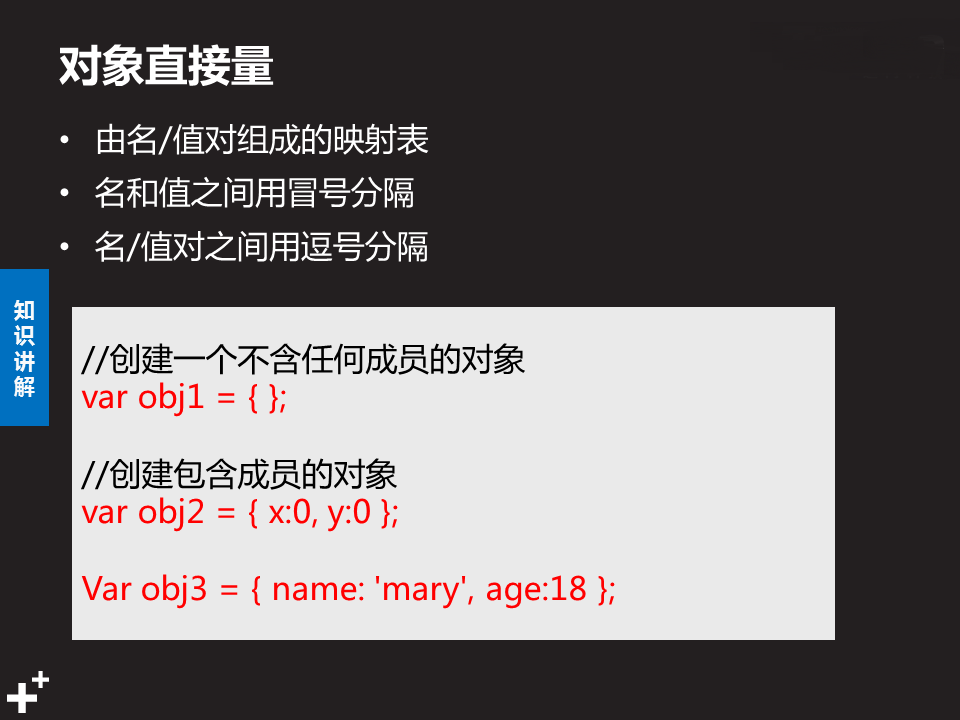 对象直接量
• 由名/值对组成的映射表
• 名和值之间用冒号分隔
• 名/值对之间用逗号分隔
知识讲解
//创建一个不含任何成员的对象
var obj1 = { };
//创建包含成员的对象
var obj2 = { x:0, y:0 };
Var obj3 = { name: 'mary', age:18 };